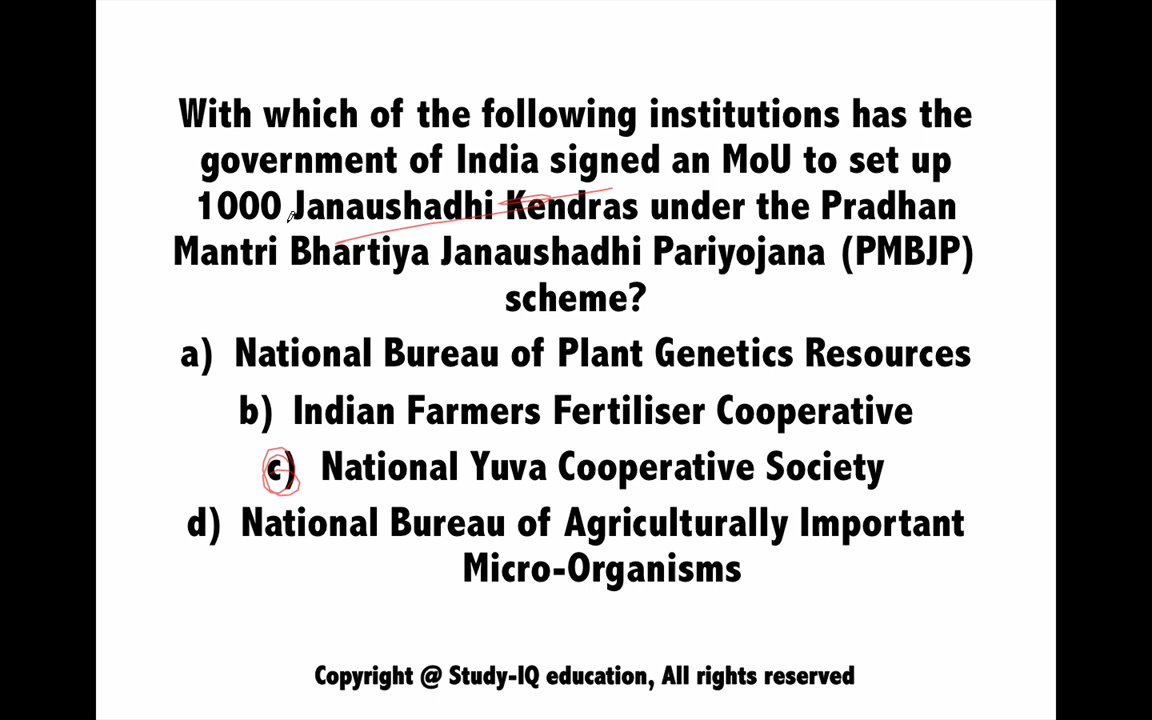 With which of the following institutions has the
government of India signed an MoU to set up
1000 Janaushadhi Kendras under the Pradhan
Mantri Bhartiya Janaushadhi Pariyojana (PMBJP)
scheme?
a) National Bureau of Plant Genetics Resources
b) Indian Farmers Fertiliser Cooperative
c) National Yuva Cooperative Society
d) National Bureau of Agriculturally Important
Micro-Organisms
Copyright @ Study-IQ education, All rights reserved